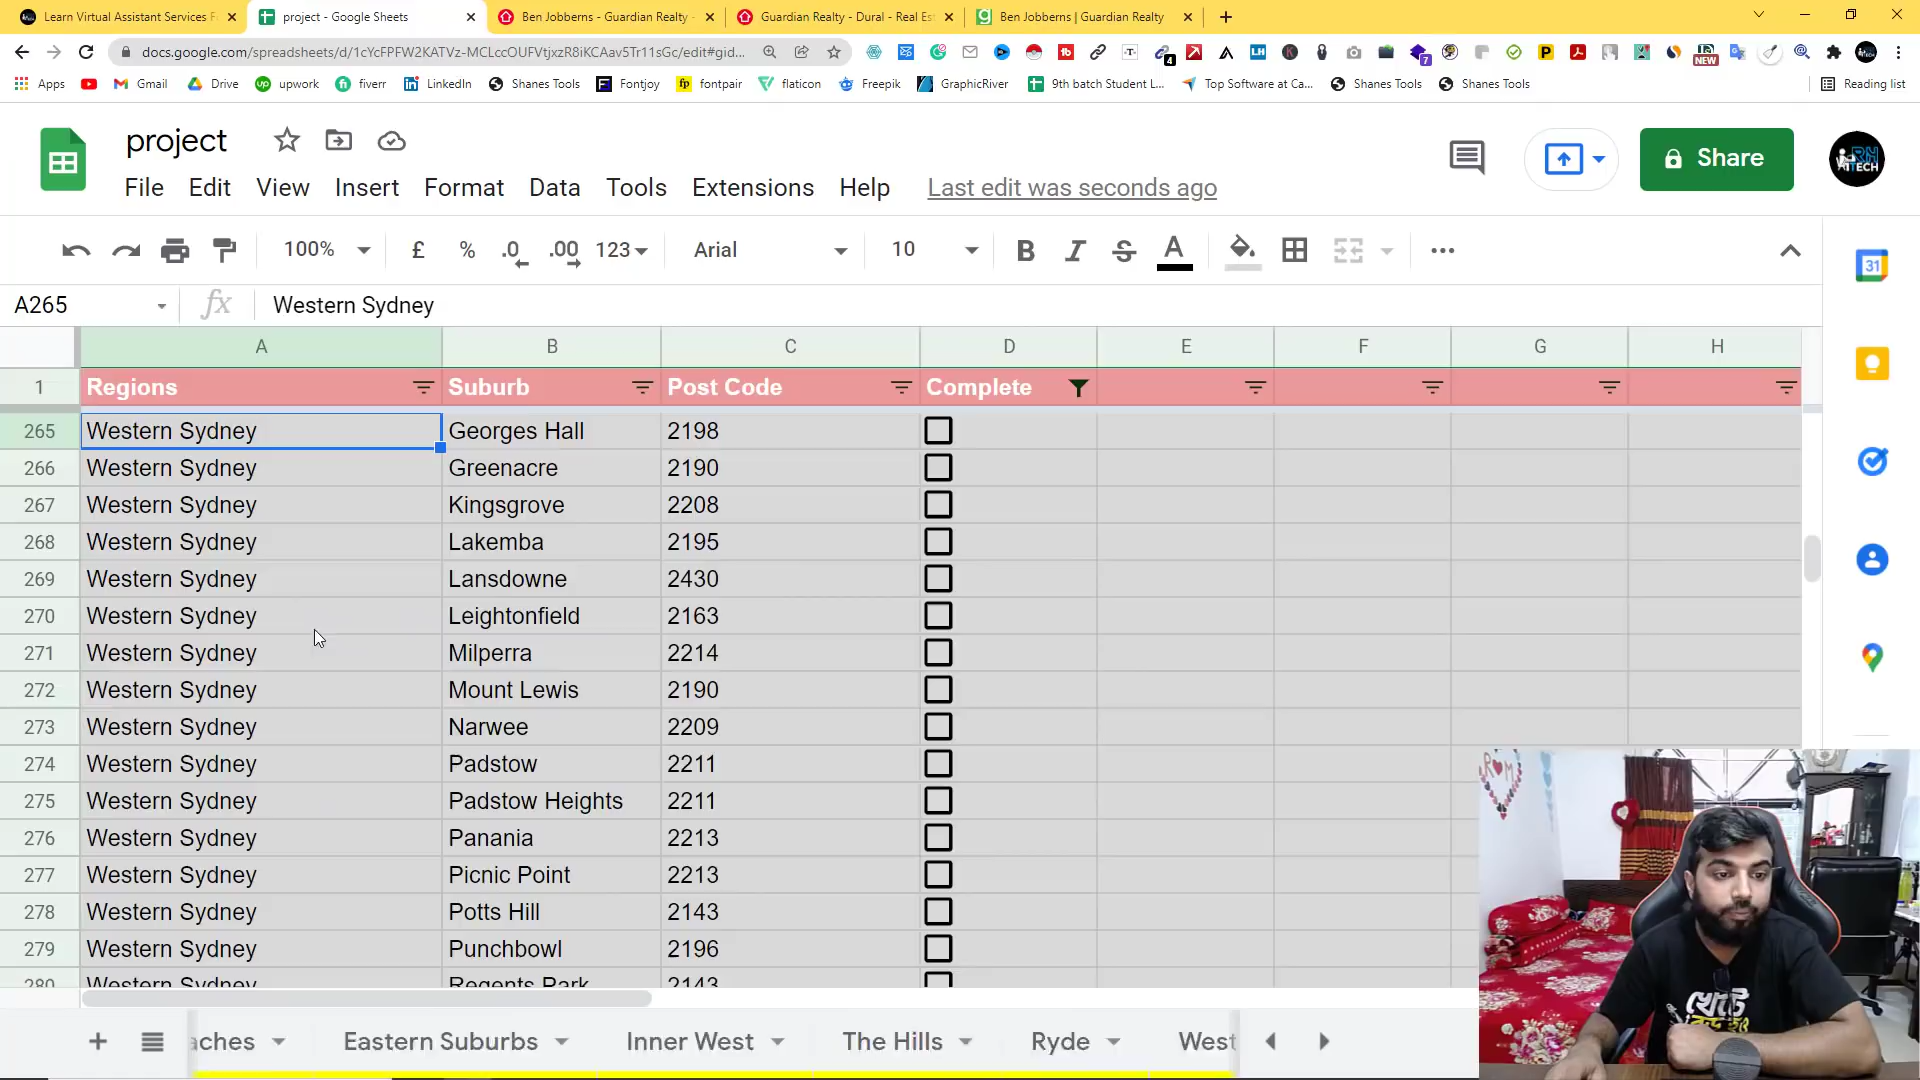 Learn Virtual Assistant Services F
project - Google Sheets
Ben Jobberns - Guardian Realty -
Guardian Realty - Dural - Real Es
Ben Jobberns | Guardian Realty
docs.google.com/spreadsheets/d/1cYcFPFW2KATVz-MCLccOUFVtjxzR8iKCAav5Tr11sGc/edit#gid...
Apps
Gmail
Drive
upwork
fiverr
LinkedIn
Shanes Tools
Fontjoy
fontpair
flaticon
Freepik
GraphicRiver
9th batch Student L...
Top Software at Ca...
Shanes Tools
Shanes Tools
Reading list
project
Share
File Edit View Insert Format Data Tools Extensions Help Last edit was seconds ago
100% £ % .0 .00 123 Arial 10 B I S A
A265 fx Western Sydney
A B C D E F G H
1 Regions Suburb Post Code Complete
265 Western Sydney Georges Hall 2198
266 Western Sydney Greenacre 2190
267 Western Sydney Kingsgrove 2208
268 Western Sydney Lakemba 2195
269 Western Sydney Lansdowne 2430
270 Western Sydney Leightonfield 2163
271 Western Sydney Milperra 2214
272 Western Sydney Mount Lewis 2190
273 Western Sydney Narwee 2209
274 Western Sydney Padstow 2211
275 Western Sydney Padstow Heights 2211
276 Western Sydney Panania 2213
277 Western Sydney Picnic Point 2213
278 Western Sydney Potts Hill 2143
279 Western Sydney Punchbowl 2196
280 Western Sydney Regents Park 2143
aches Eastern Suburbs Inner West The Hills Ryde West